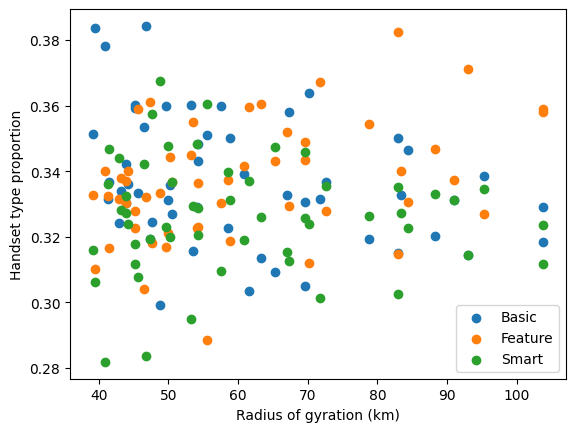 Handset type proportion
0.38
0.36
0.34
0.32
0.30
0.28
40 50 60 70 80 90 100
Radius of gyration (km)
Basic
Feature
Smart